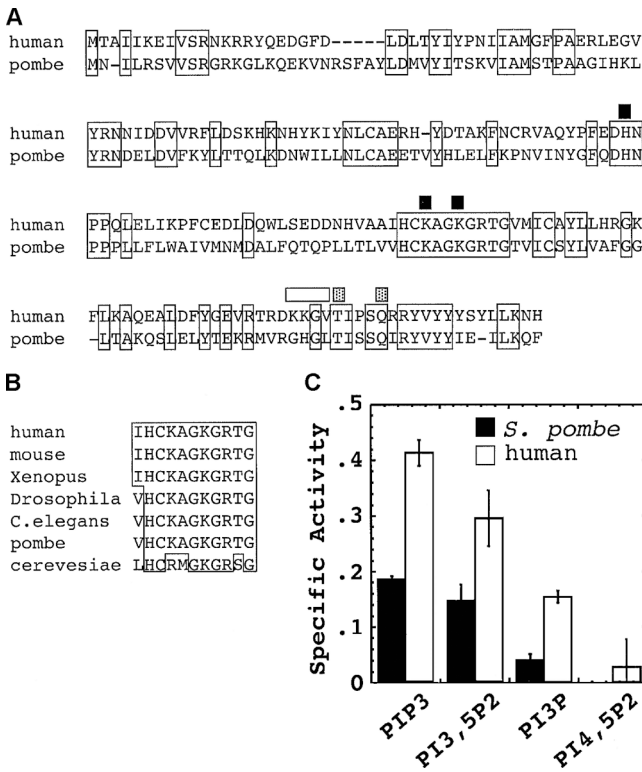 A
human MTAIIKEIVSRNKRRYQEDGFD-----LDLTYIYPNIIAMGFPAERLEGV
pombe MN-ILRSVVSRGRKGLKQEKVNRSFAYLDMVYITSKVIAMSTPAAGIHKL
human YRNNIDDVVRFLDSKHKNHYKIYNLCAERH-YDTAKFNCRVAQYPFEDHN
pombe YRNDELDVFKYLTTQLKDNWILLNLCAEETVYHLELFKPNVINYGFQDHN
human PPQLELIKPFCEDLDQWLSEDDNHVAAIHCKAGKGRTGVMICAYLLHRGK
pombe PPPLLFLWAIVMNMDALFQTQPLLTLVVHCKAGKGRTGTVICSYLVAFGG
human FLKAQEALDFYGEVRTRDKKGVTIPSQRRYVYYYSYLLKNH
pombe -LTAKQSLELYTEKRMVRGHGLTISSQIRYVYYIE-ILKQF
B
human IHCKAGKGRTG
mouse IHCKAGKGRTG
Xenopus IHCKAGKGRTG
Drosophila VHCKAGKGRTG
C.elegans VHCKAGKGRTG
pombe VHCKAGKGRTG
cerevesiae LHCRMGKGRSG
C
Specific Activity
.5
.4
.3
.2
.1
0
S. pombe
human
PIP3
PI3,5P2
PI3P
PI4,5P2